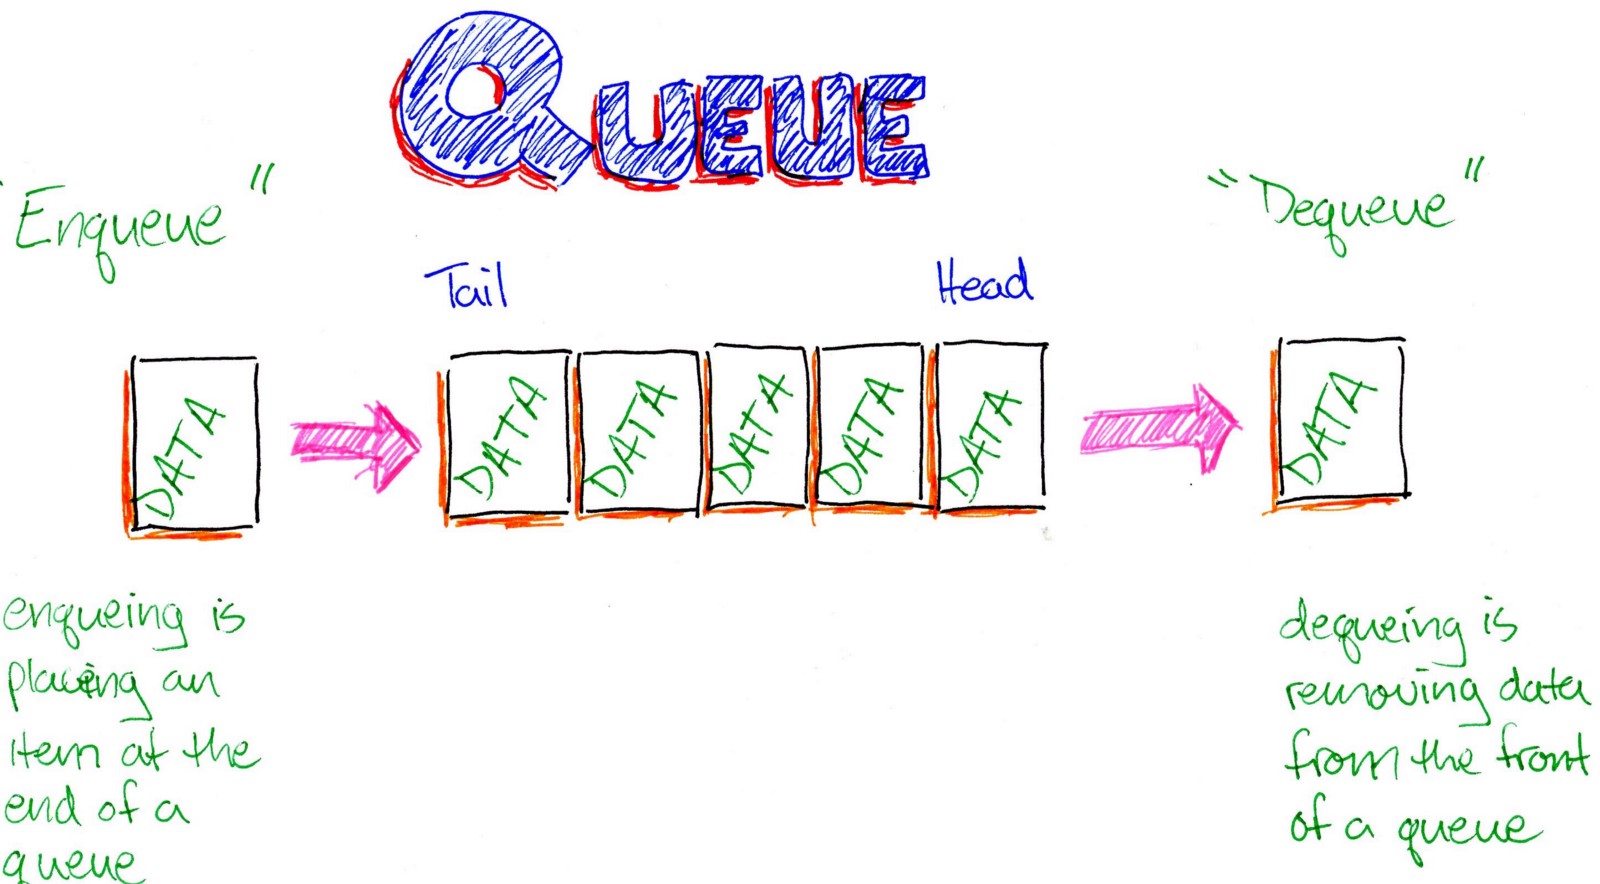 QUEUE
"Enqueue"
"Dequeue"
Tail
Head
DATA
DATA
DATA
DATA
DATA
DATA
DATA
enqueing is
placing an
item at the
end of a
queue
dequeing is
removing data
from the front
of a queue